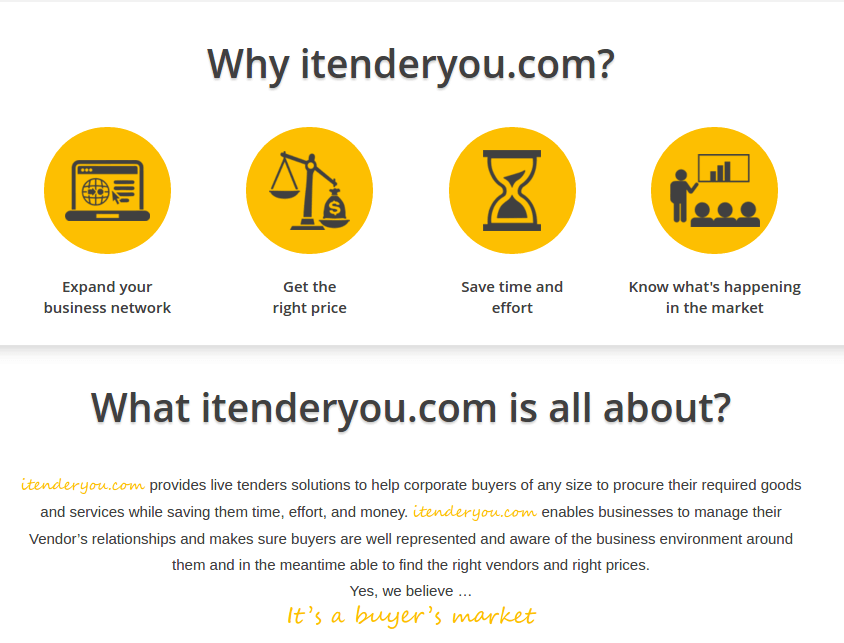 Why itenderyou.com?
Expand your
business network
Get the
right price
$
Save time and
effort
Know what's happening
in the market
What itenderyou.com is all about?
itenderyou.com provides live tenders solutions to help corporate buyers of any size to procure their required goods
and services while saving them time, effort, and money. itenderyou.com enables businesses to manage their
Vendor’s relationships and makes sure buyers are well represented and aware of the business environment around
them and in the meantime able to find the right vendors and right prices.
Yes, we believe …
It’s a buyer’s market